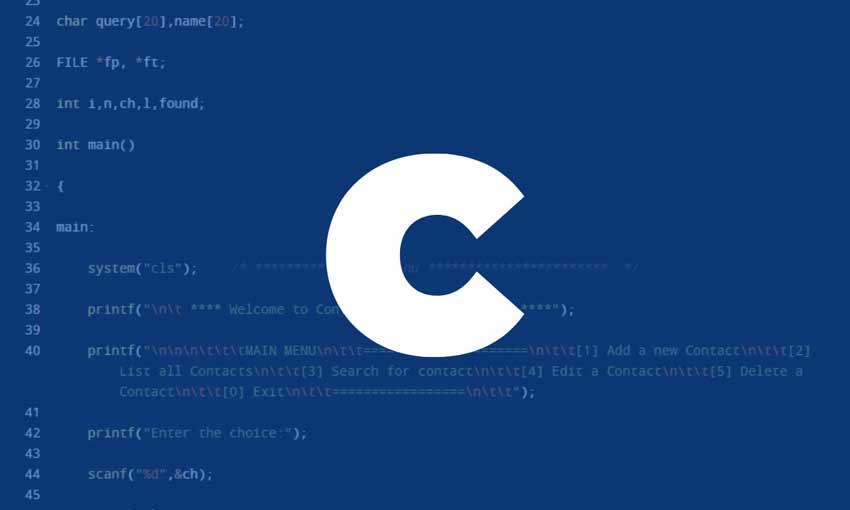 23
24 char query[20],name[20];
25
26 FILE *fp, *ft;
27
28 int i,n,ch,l,found;
29
30 int main()
31
32 {
33
34 main:
35
36 system("cls"); /* ********* nu *********************** */
37
38 printf("\n\t **** Welcome to Con ****");
39
40 printf("\n\n\n\t\t\tMAIN MENU\n\t\t=====================\n\t\t[1] Add a new Contact\n\t\t[2]
List all Contacts\n\t\t[3] Search for contact\n\t\t[4] Edit a Contact\n\t\t[5] Delete a
Contact\n\t\t[0] Exit\n\t\t=================\n\t\t");
41
42 printf("Enter the choice:");
43
44 scanf("%d",&ch);
45
C